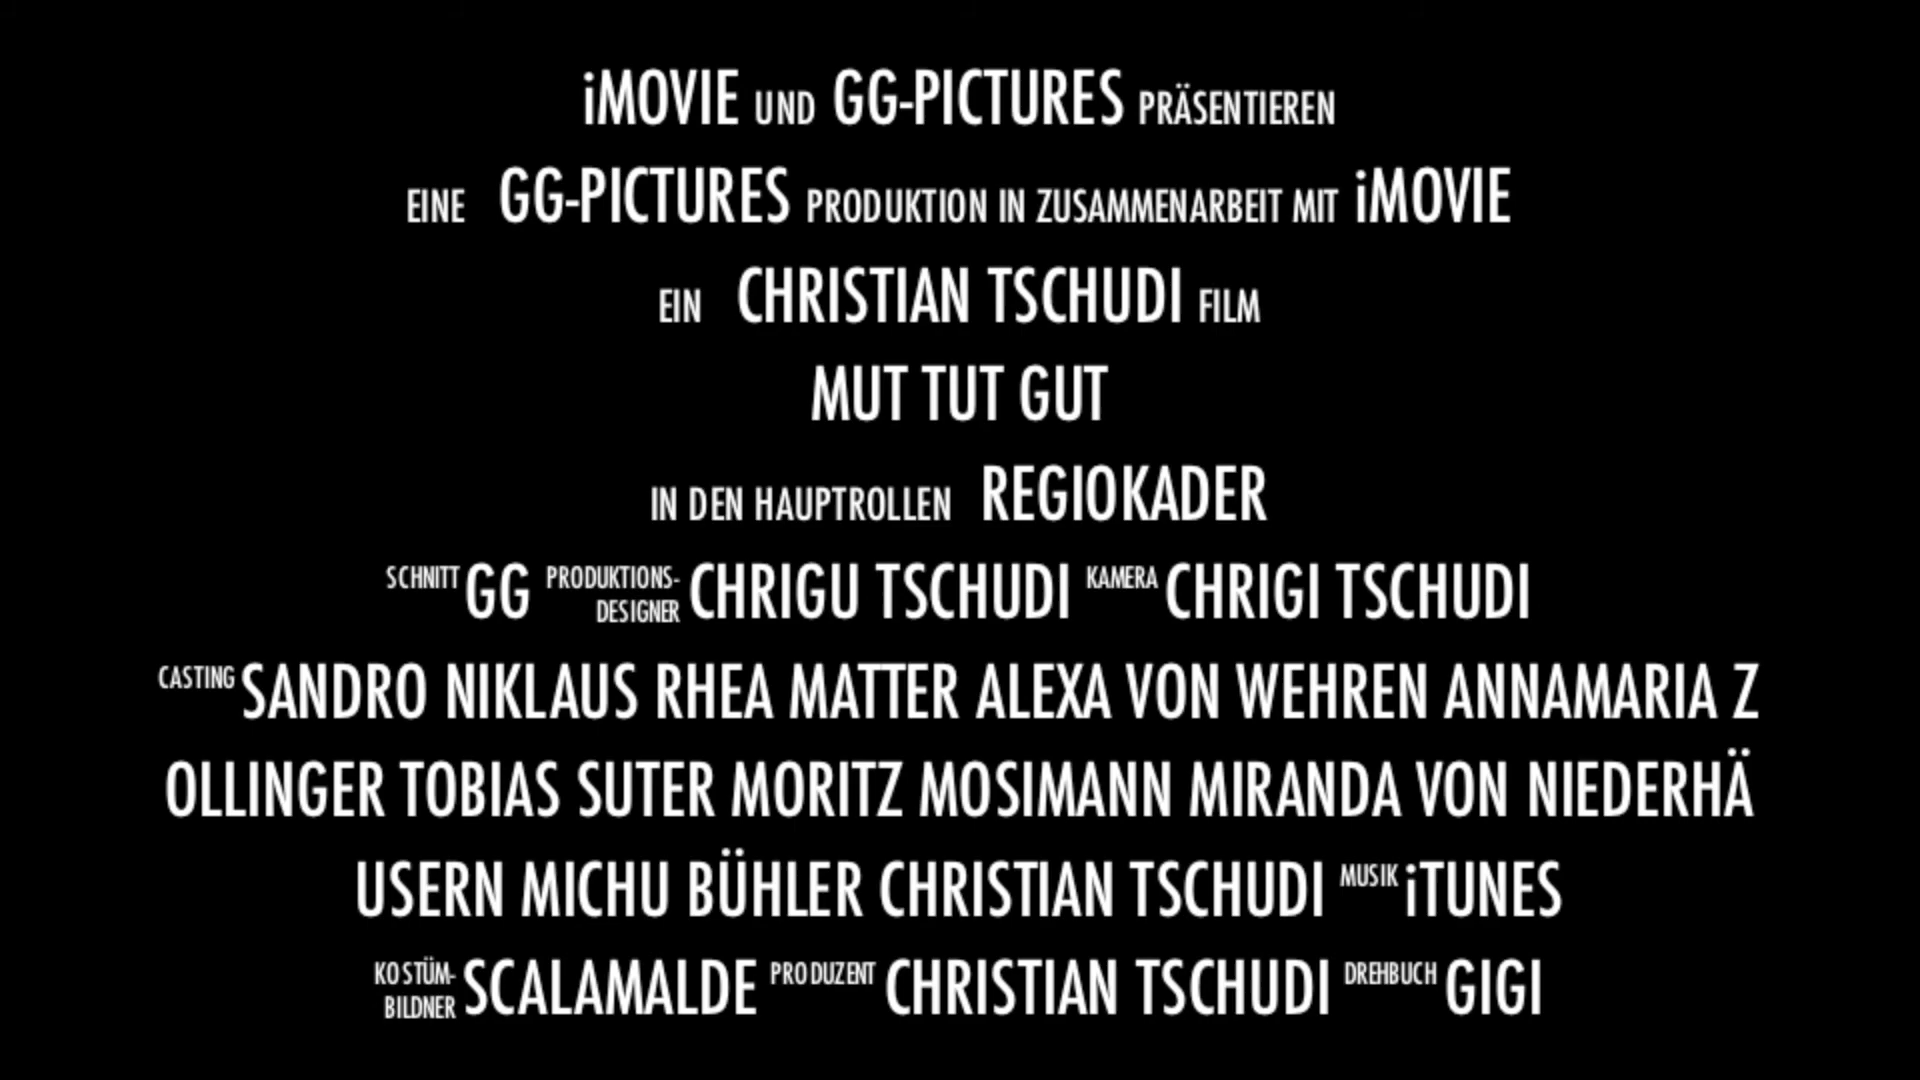 iMOVIE UND GG-PICTURES PRÄSENTIEREN
EINE GG-PICTURES PRODUKTION IN ZUSAMMENARBEIT MIT iMOVIE
EIN CHRISTIAN TSCHUDI FILM
MUT TUT GUT
IN DEN HAUPTROLLEN REGIOKADER
SCHNITT GG PRODUKTIONS-DESIGNER CHRIGU TSCHUDI KAMERA CHRIGI TSCHUDI
CASTING SANDRO NIKLAUS RHEA MATTER ALEXA VON WEHREN ANNAMARIA Z
OLLINGER TOBIAS SUTER MORITZ MOSIMANN MIRANDA VON NIEDERHÄ
USERN MICHU BÜHLER CHRISTIAN TSCHUDI MUSIK iTUNES
KOSTÜM-BILDNER SCALAMALDE PRODUZENT CHRISTIAN TSCHUDI DREHBUCH GIGI